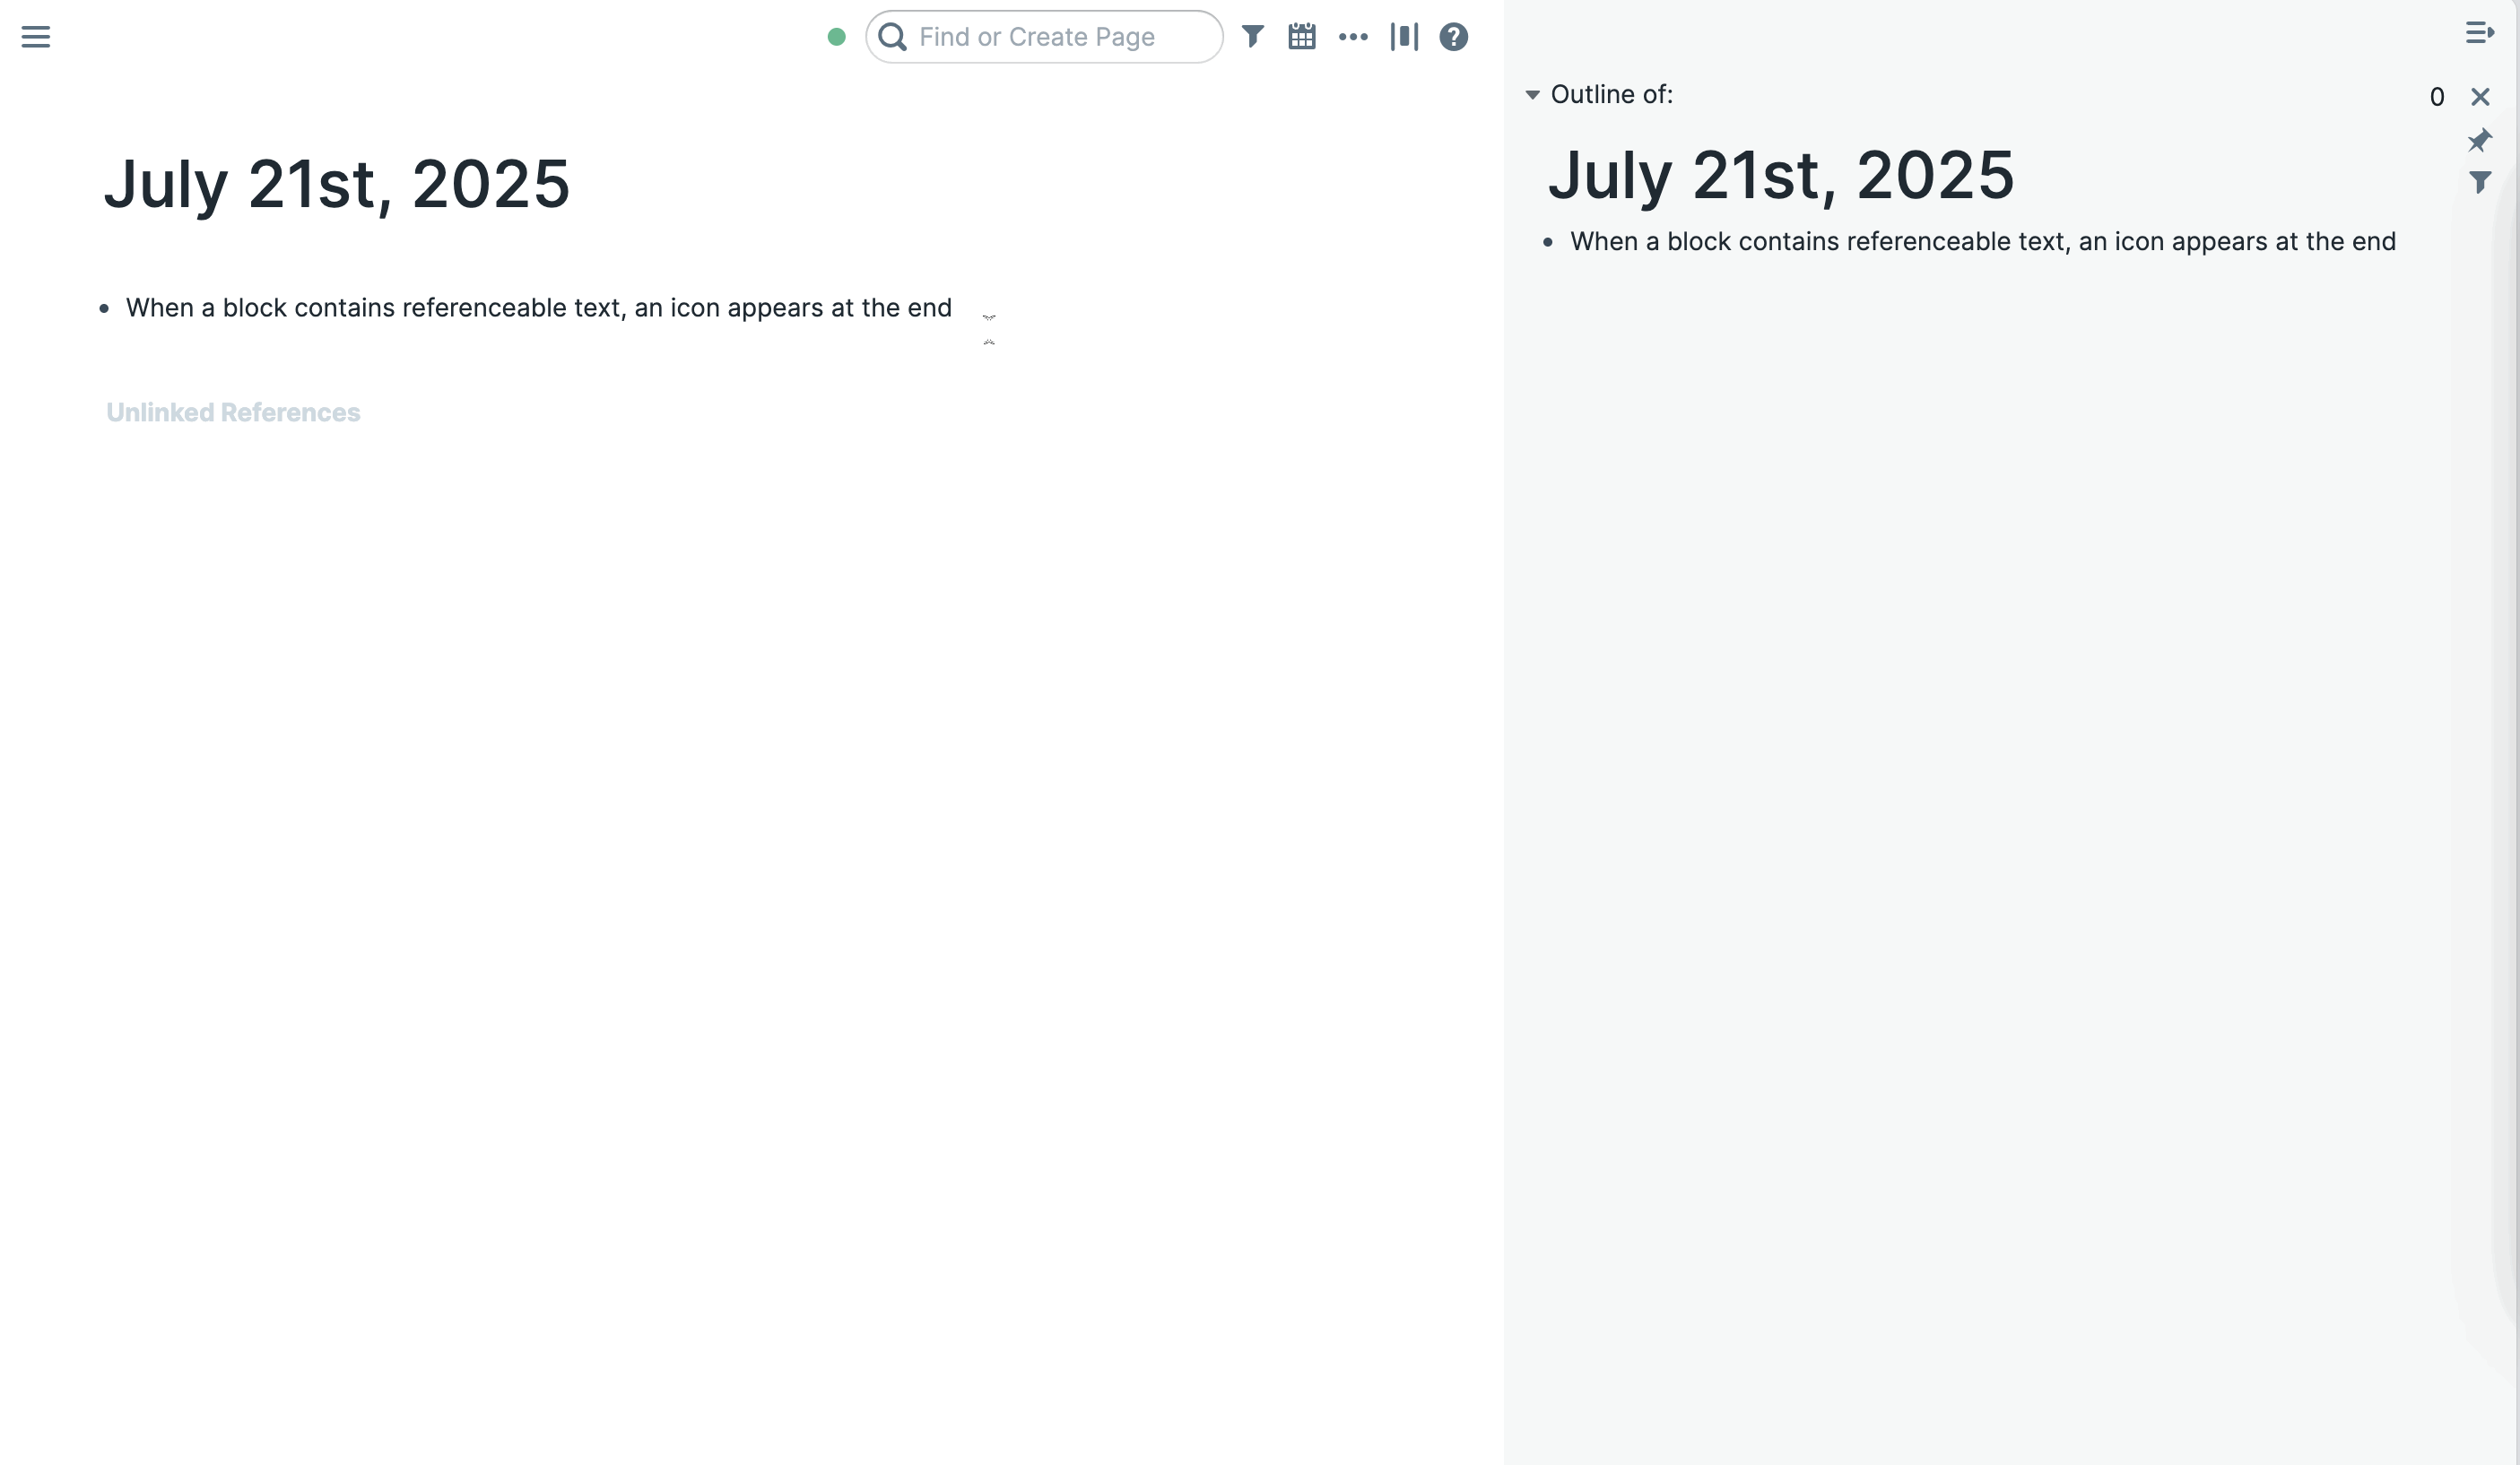 Find or Create Page
July 21st, 2025
When a block contains referenceable text, an icon appears at the end
Unlinked References
Outline of:
0
July 21st, 2025
When a block contains referenceable text, an icon appears at the end